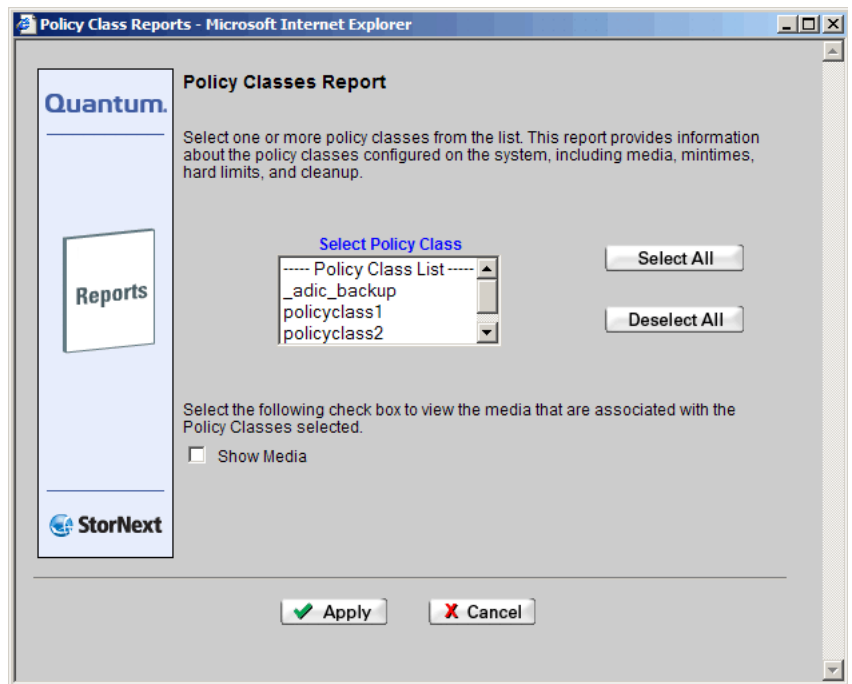 Policy Class Reports - Microsoft Internet Explorer
Quantum.
Policy Classes Report
Select one or more policy classes from the list. This report provides information
about the policy classes configured on the system, including media, mintimes,
hard limits, and cleanup.
Select Policy Class
----- Policy Class List -----
_adic_backup
policyclass1
policyclass2
Select All
Deselect All
Reports
Select the following check box to view the media that are associated with the
Policy Classes selected.
Show Media
StorNext
Apply
Cancel